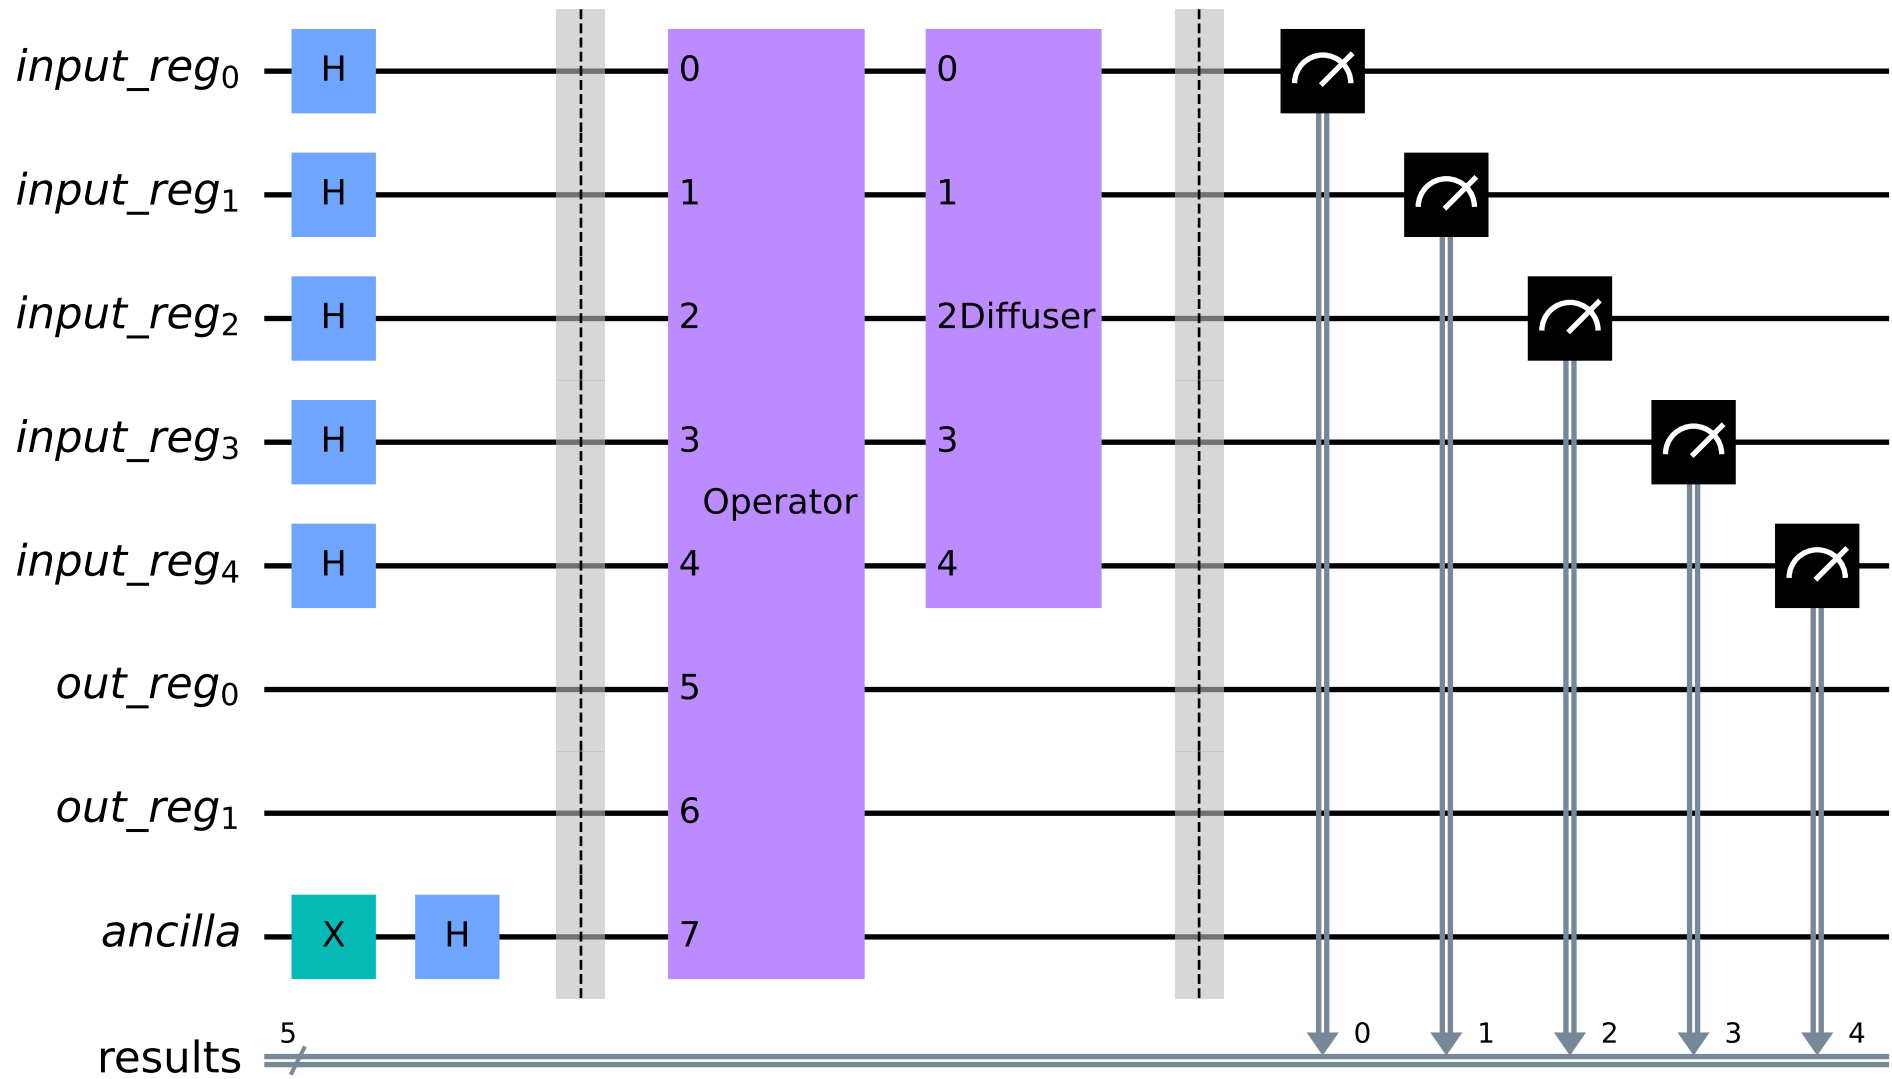 input_reg0 H 0 0
input_reg1 H 1 1
input_reg2 H 2 2Diffuser
input_reg3 H 3 3
Operator
input_reg4 H 4 4
out_reg0 5
out_reg1 6
ancilla X H 7
5 0 1 2 3 4
results